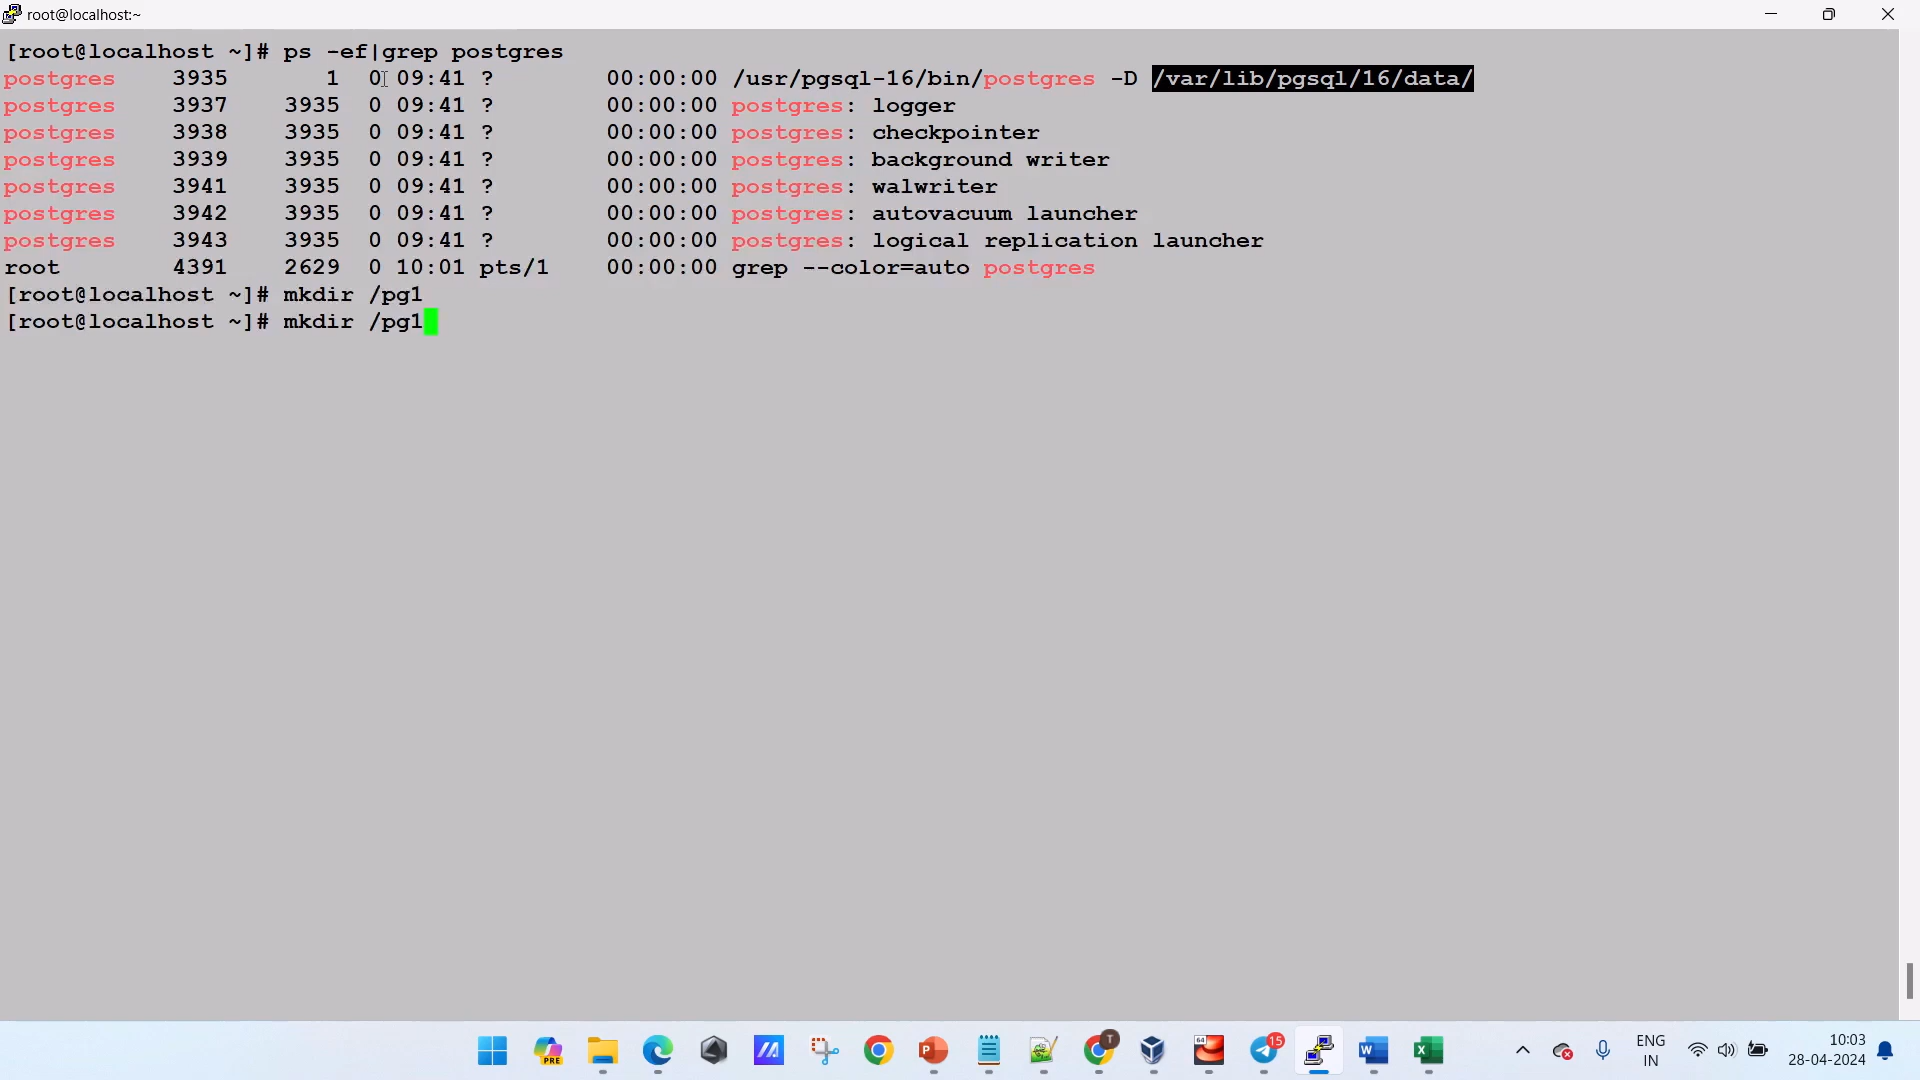 root@localhost:~
[root@localhost ~]# ps -ef|grep postgres
postgres    3935       1  0 09:41 ?        00:00:00 /usr/pgsql-16/bin/postgres -D /var/lib/pgsql/16/data/
postgres    3937    3935  0 09:41 ?        00:00:00 postgres: logger
postgres    3938    3935  0 09:41 ?        00:00:00 postgres: checkpointer
postgres    3939    3935  0 09:41 ?        00:00:00 postgres: background writer
postgres    3941    3935  0 09:41 ?        00:00:00 postgres: walwriter
postgres    3942    3935  0 09:41 ?        00:00:00 postgres: autovacuum launcher
postgres    3943    3935  0 09:41 ?        00:00:00 postgres: logical replication launcher
root        4391    2629  0 10:01 pts/1    00:00:00 grep --color=auto postgres
[root@localhost ~]# mkdir /pg1
[root@localhost ~]# mkdir /pg1
PRE
P
T
64
15
W
X
ENG
IN
10:03
28-04-2024